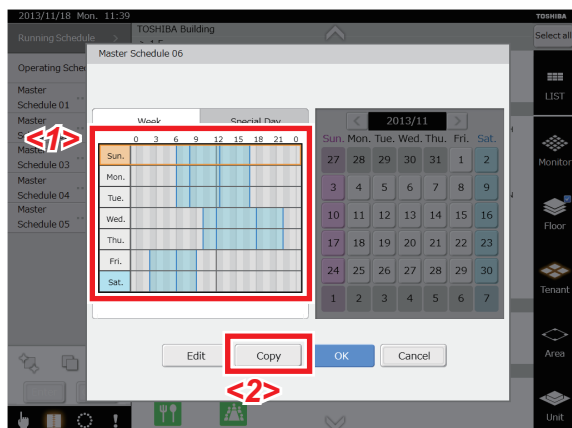 2013/11/18 Mon. 11:39
TOSHIBA
Running Schedule >
TOSHIBA Building
Select all
Master Schedule 06
Master
Schedule 01
<1>
Master
Schedule 03
Master
Schedule 04
Master
Schedule 05
Week
Special Day
0 3 6 9 12 15 18 21 0
Sun.
Mon.
Tue.
Wed.
Thu.
Fri.
Sat.
< 2013/11 >
Sun. Mon. Tue. Wed. Thu. Fri. Sat.
27 28 29 30 31 1 2
3 4 5 6 7 8 9
10 11 12 13 14 15 16
17 18 19 20 21 22 23
24 25 26 27 28 29 30
1 2 3 4 5 6 7
Edit
Copy
OK
Cancel
<2>
LIST
Monitor
Floor
Tenant
Area
Unit